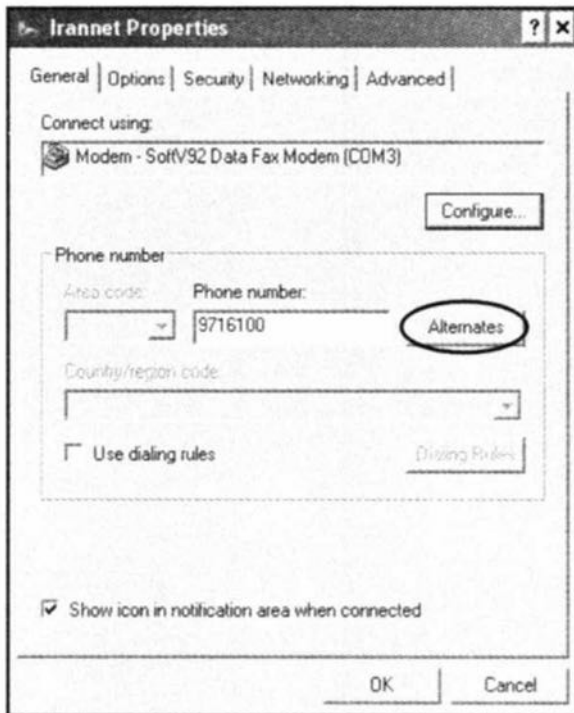 Irannet Properties
General Options Security Networking Advanced
Connect using:
Modem - SoftV92 Data Fax Modem (COM3)
Configure...
Phone number
Area code: Phone number:
9716100 Alternates
Country/region code:
Use dialing rules Dialing Rules
Show icon in notification area when connected
OK Cancel